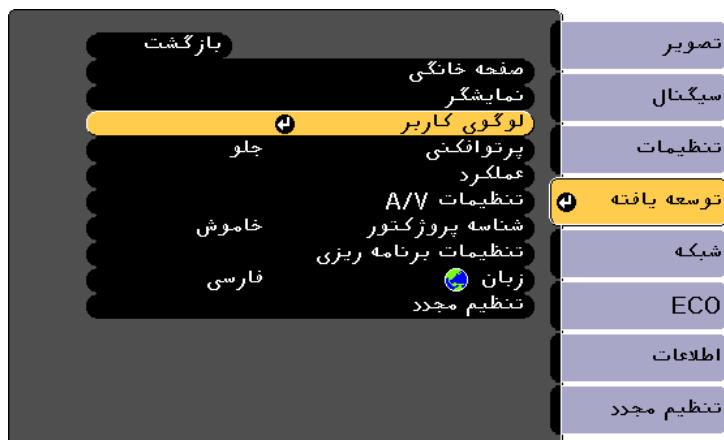 تصویر
سیگنال
تنظیمات
توسعه یافته
شبکه
ECO
اطلاعات
تنظیم مجدد
بازگشت
صفحه خانگی
نمایشگر
لوگوی کاربر
پرتوافکنی جلو
عملکرد
تنظیمات A/V
شناسه پروژکتور خاموش
تنظیمات برنامه ریزی
زبان فارسی
تنظیم مجدد